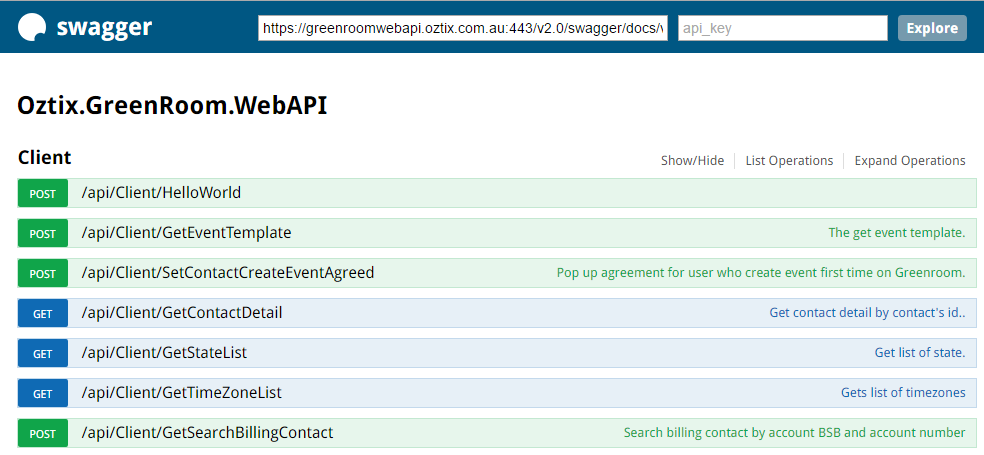 swagger
https://greenroomwebapi.oztix.com.au:443/v2.0/swagger/docs/v
api_key
Explore
Oztix.GreenRoom.WebAPI
Client
Show/Hide
List Operations
Expand Operations
POST /api/Client/HelloWorld
POST /api/Client/GetEventTemplate The get event template.
POST /api/Client/SetContactCreateEventAgreed Pop up agreement for user who create event first time on Greenroom.
GET /api/Client/GetContactDetail Get contact detail by contact's id..
GET /api/Client/GetStateList Get list of state.
GET /api/Client/GetTimeZoneList Gets list of timezones
POST /api/Client/GetSearchBillingContact Search billing contact by account BSB and account number